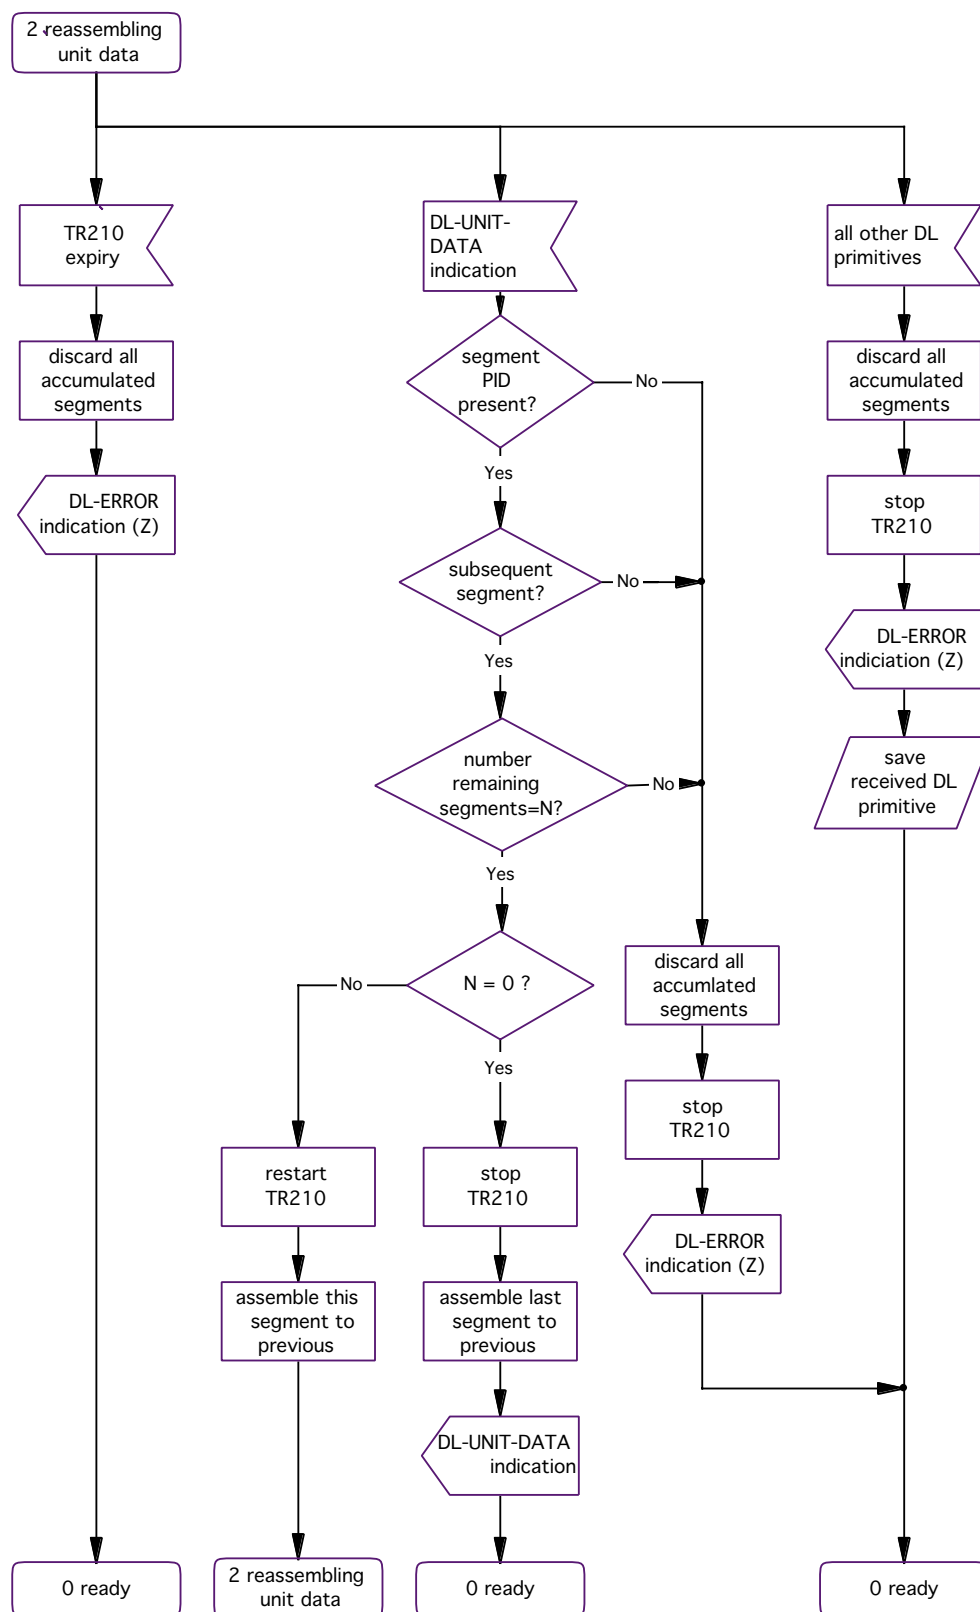 2 reassembling
unit data
TR210
expiry
discard all
accumulated
segments
DL-ERROR
indication (Z)
DL-UNIT-
DATA
indication
segment
PID
present?
No
Yes
subsequent
segment?
No
Yes
number
remaining
segments=N?
No
Yes
N = 0 ?
No
Yes
restart
TR210
assemble this
segment to
previous
stop
TR210
assemble last
segment to
previous
DL-UNIT-DATA
indication
discard all
accumlated
segments
stop
TR210
DL-ERROR
indication (Z)
all other DL
primitives
discard all
accumulated
segments
stop
TR210
DL-ERROR
indiciation (Z)
save
received DL
primitive
0 ready
2 reassembling
unit data
0 ready
0 ready